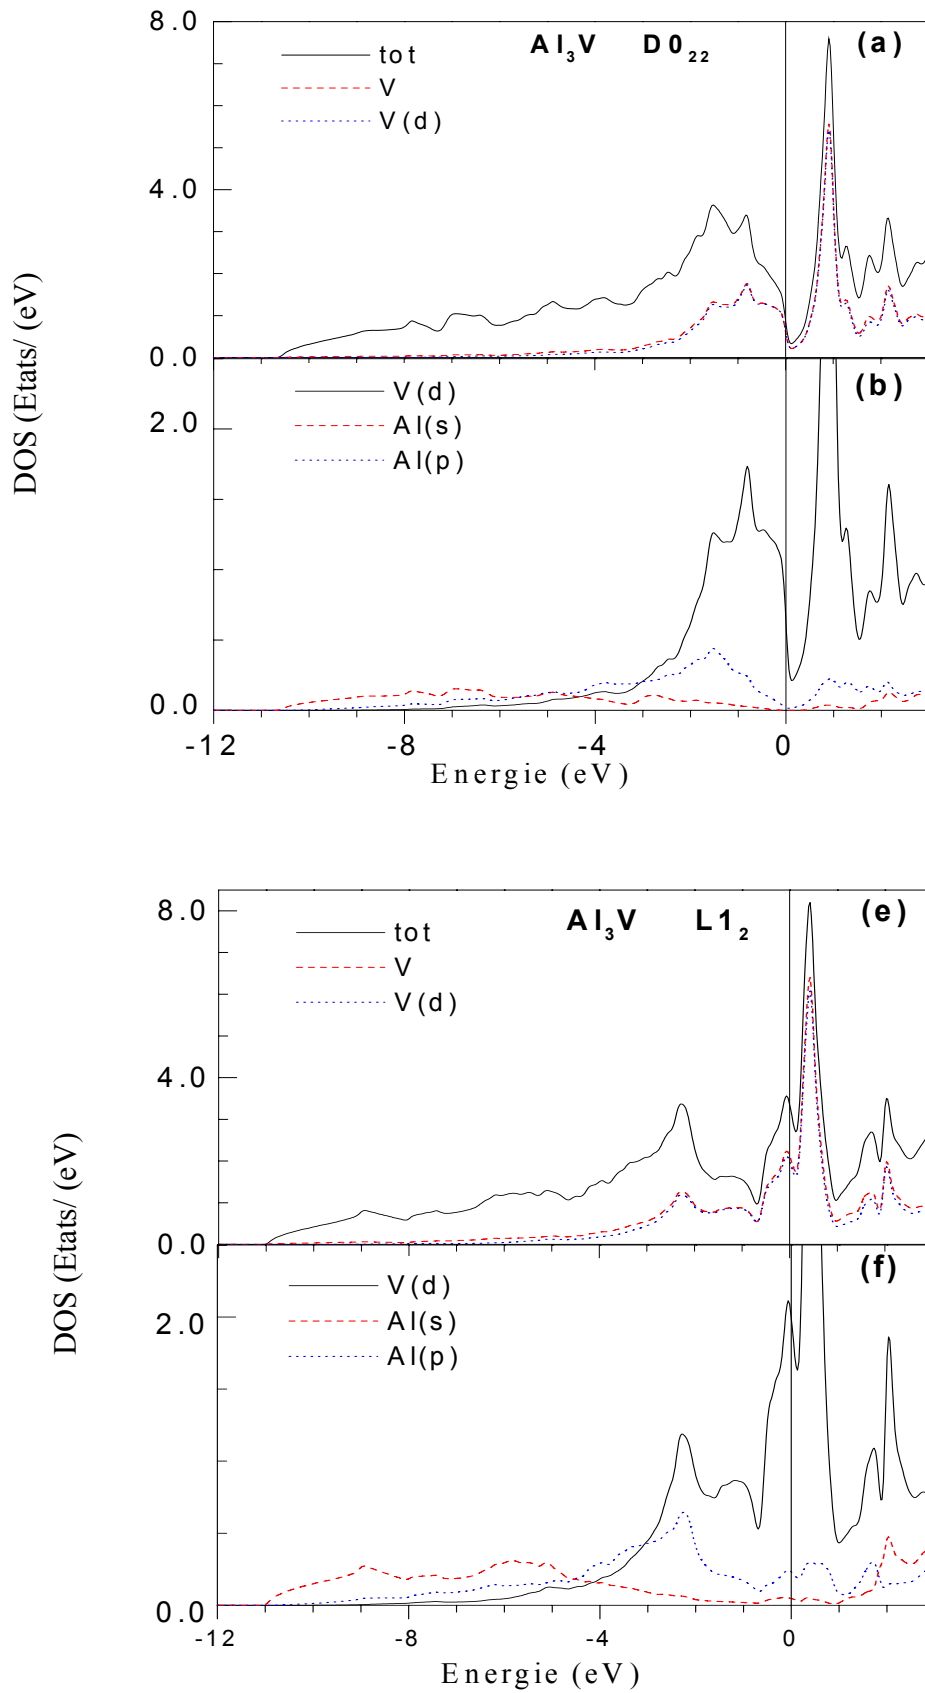 8.0
tot
V
V(d)
Al₃V D0₂₂
(a)
4.0
0.0
DOS (Etats/ (eV)
V(d)
Al(s)
Al(p)
(b)
2.0
0.0
-12 -8 -4 0
Energie (eV)
8.0
tot
V
V(d)
Al₃V L1₂
(e)
4.0
0.0
DOS (Etats/ (eV)
V(d)
Al(s)
Al(p)
(f)
2.0
0.0
-12 -8 -4 0
Energie (eV)